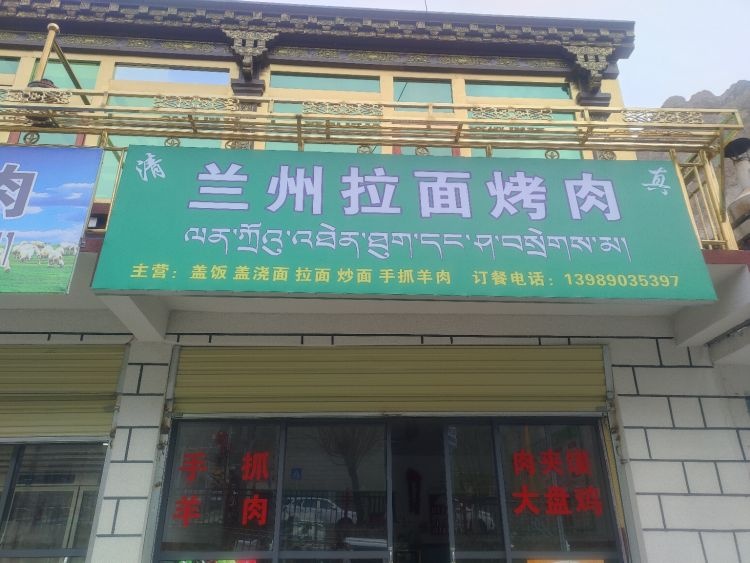 清 真
兰州拉面烤肉
ལན་ཀྲོའུ་འཐེན་ཐུག་དང་ཤ་བསྲེགས་མ།
主营：盖饭 盖浇面 拉面 炒面 手抓羊肉 订餐电话：13989035397
肉
手抓
羊肉
肉夹馍
大盘鸡